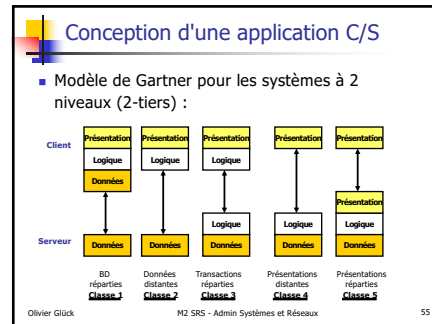 Conception d'une application C/S
Modèle de Gartner pour les systèmes à 2
niveaux (2-tiers) :
Client
Présentation Présentation Présentation Présentation Présentation
Logique Logique Logique
Données
Présentation
Logique Logique Logique
Serveur
Données Données Données Données Données
BD Données Transactions Présentations Présentations
réparties distantes réparties distantes réparties
Classe 1 Classe 2 Classe 3 Classe 4 Classe 5
Olivier Glück M2 SRS - Admin Systèmes et Réseaux 55